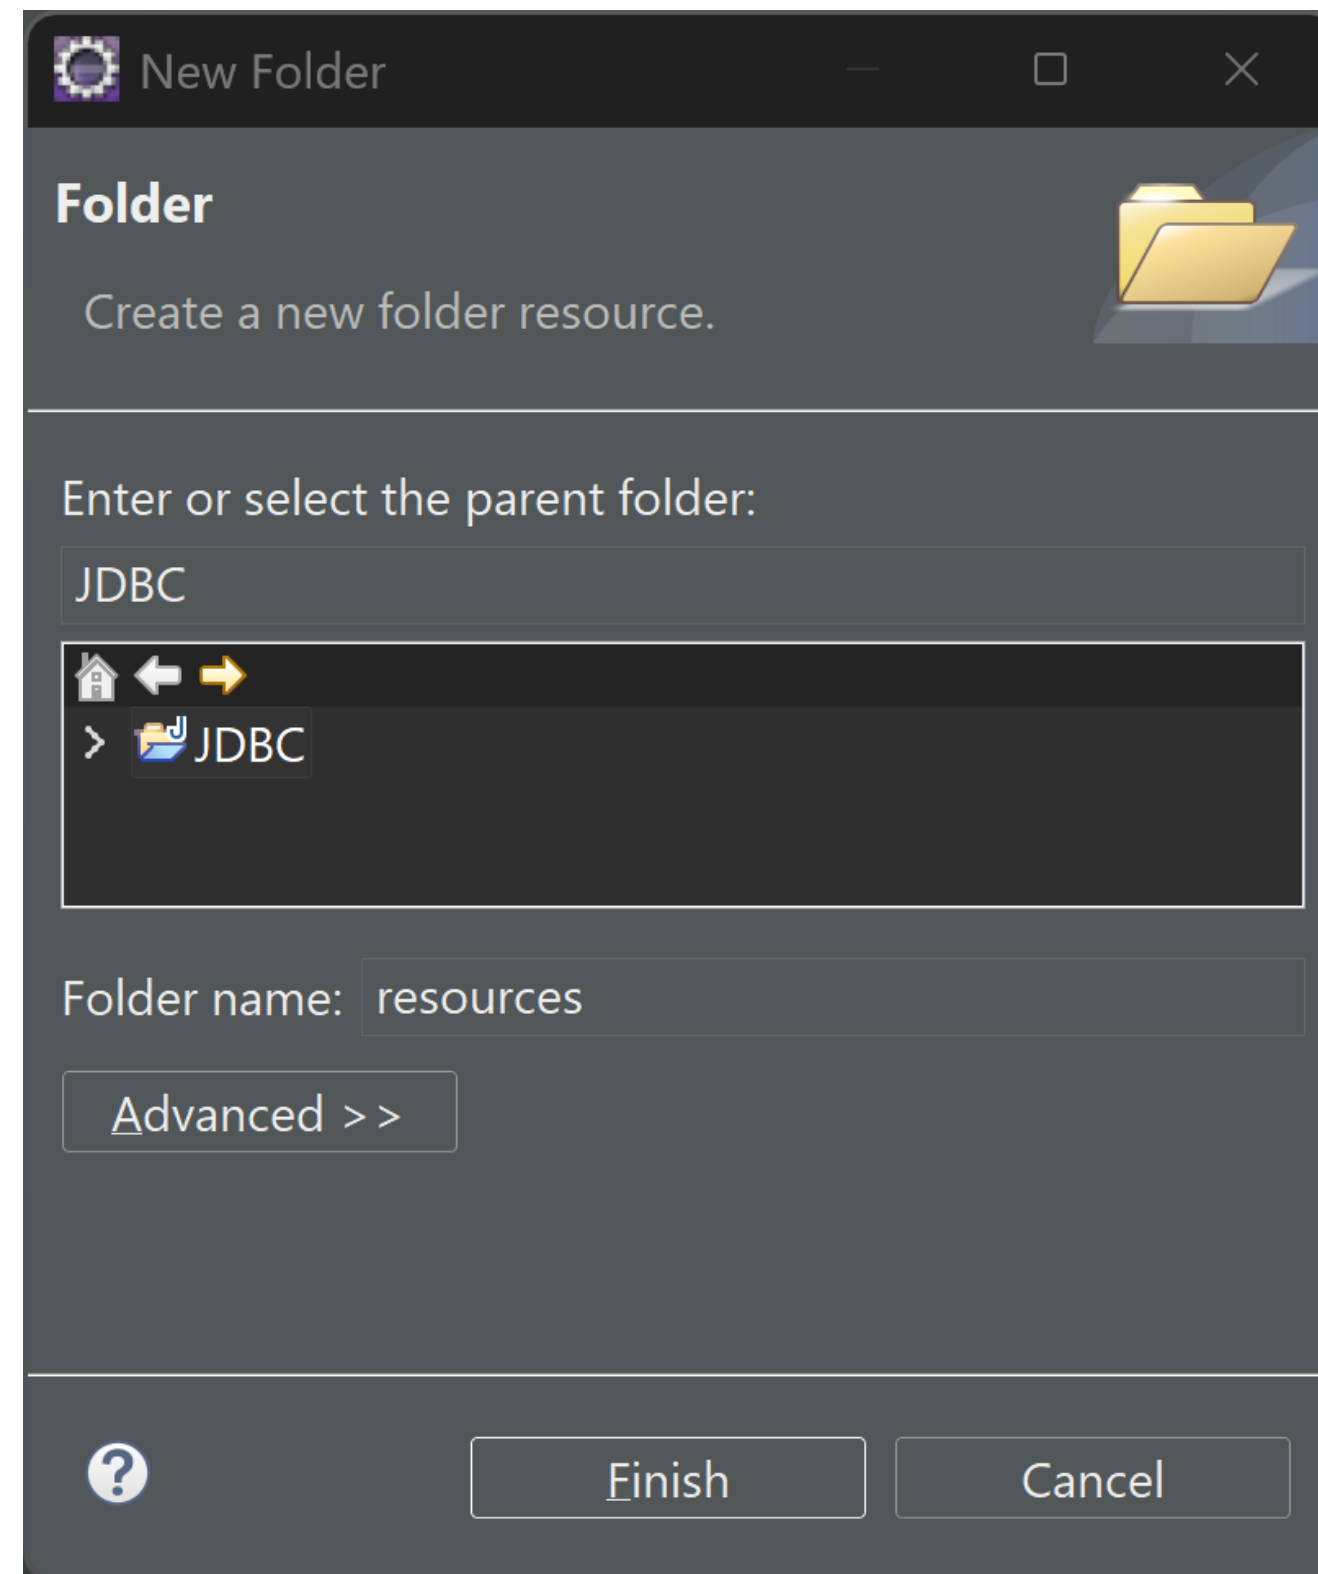 New Folder
Folder
Create a new folder resource.
Enter or select the parent folder:
JDBC
JDBC
Folder name: resources
Advanced >>
Finish Cancel